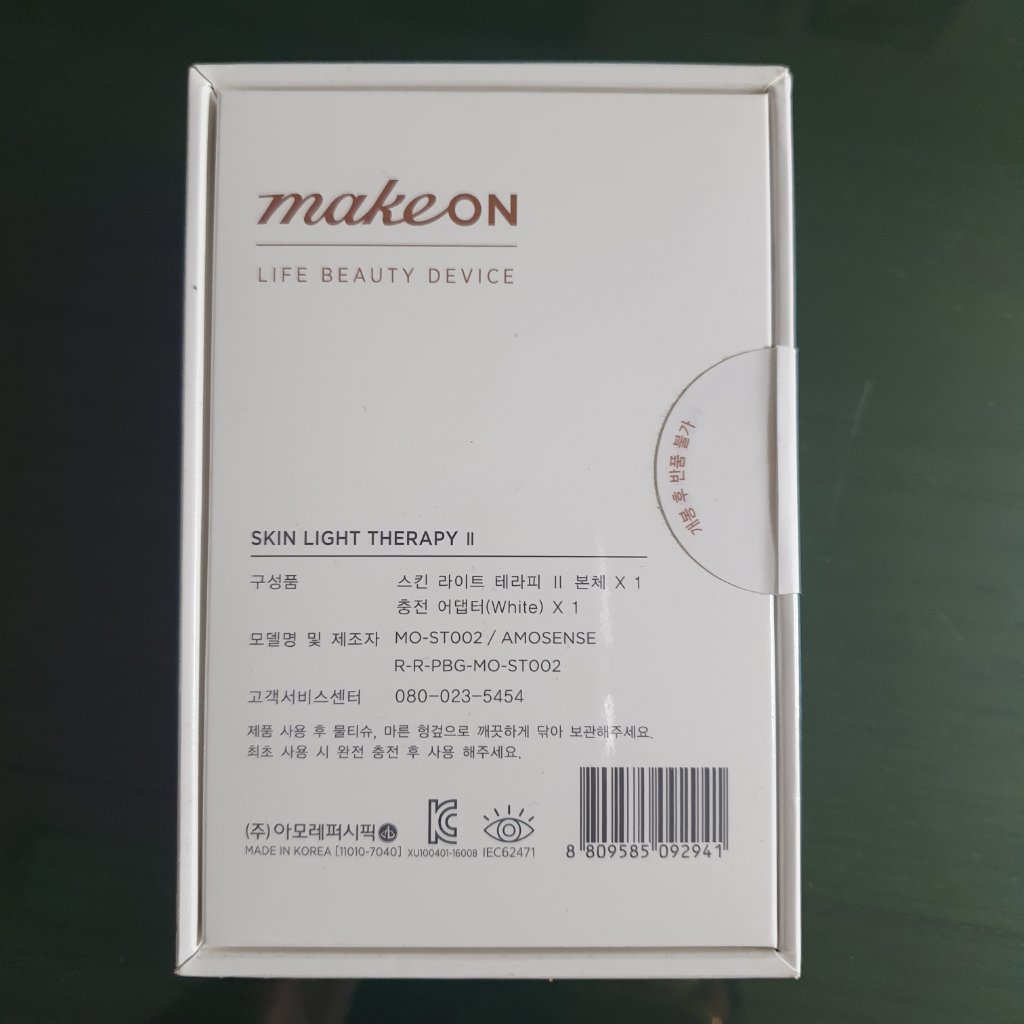 makeON
LIFE BEAUTY DEVICE
개봉 후 반품 불가
SKIN LIGHT THERAPY II
구성품 스킨 라이트 테라피 II 본체 X 1
충전 어댑터(White) X 1
모델명 및 제조자 MO-ST002 / AMOSENSE
R-R-PBG-MO-ST002
고객서비스센터 080-023-5454
제품 사용 후 물티슈, 마른 헝겊으로 깨끗하게 닦아 보관해주세요.
최초 사용 시 완전 충전 후 사용 해주세요.
(주)아모레퍼시픽
MADE IN KOREA [11010-7040] XU100401-16008 IEC62471
8 809585 092941